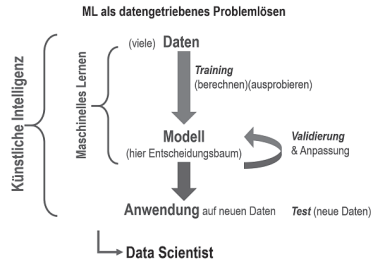 ML als datengetriebenes Problemlösen
(viele) Daten
Training
(berechnen)(ausprobieren)
Künstliche Intelligenz
Maschinelles Lernen
Modell
(hier Entscheidungsbaum)
Validierung
& Anpassung
Anwendung auf neuen Daten Test (neue Daten)
Data Scientist